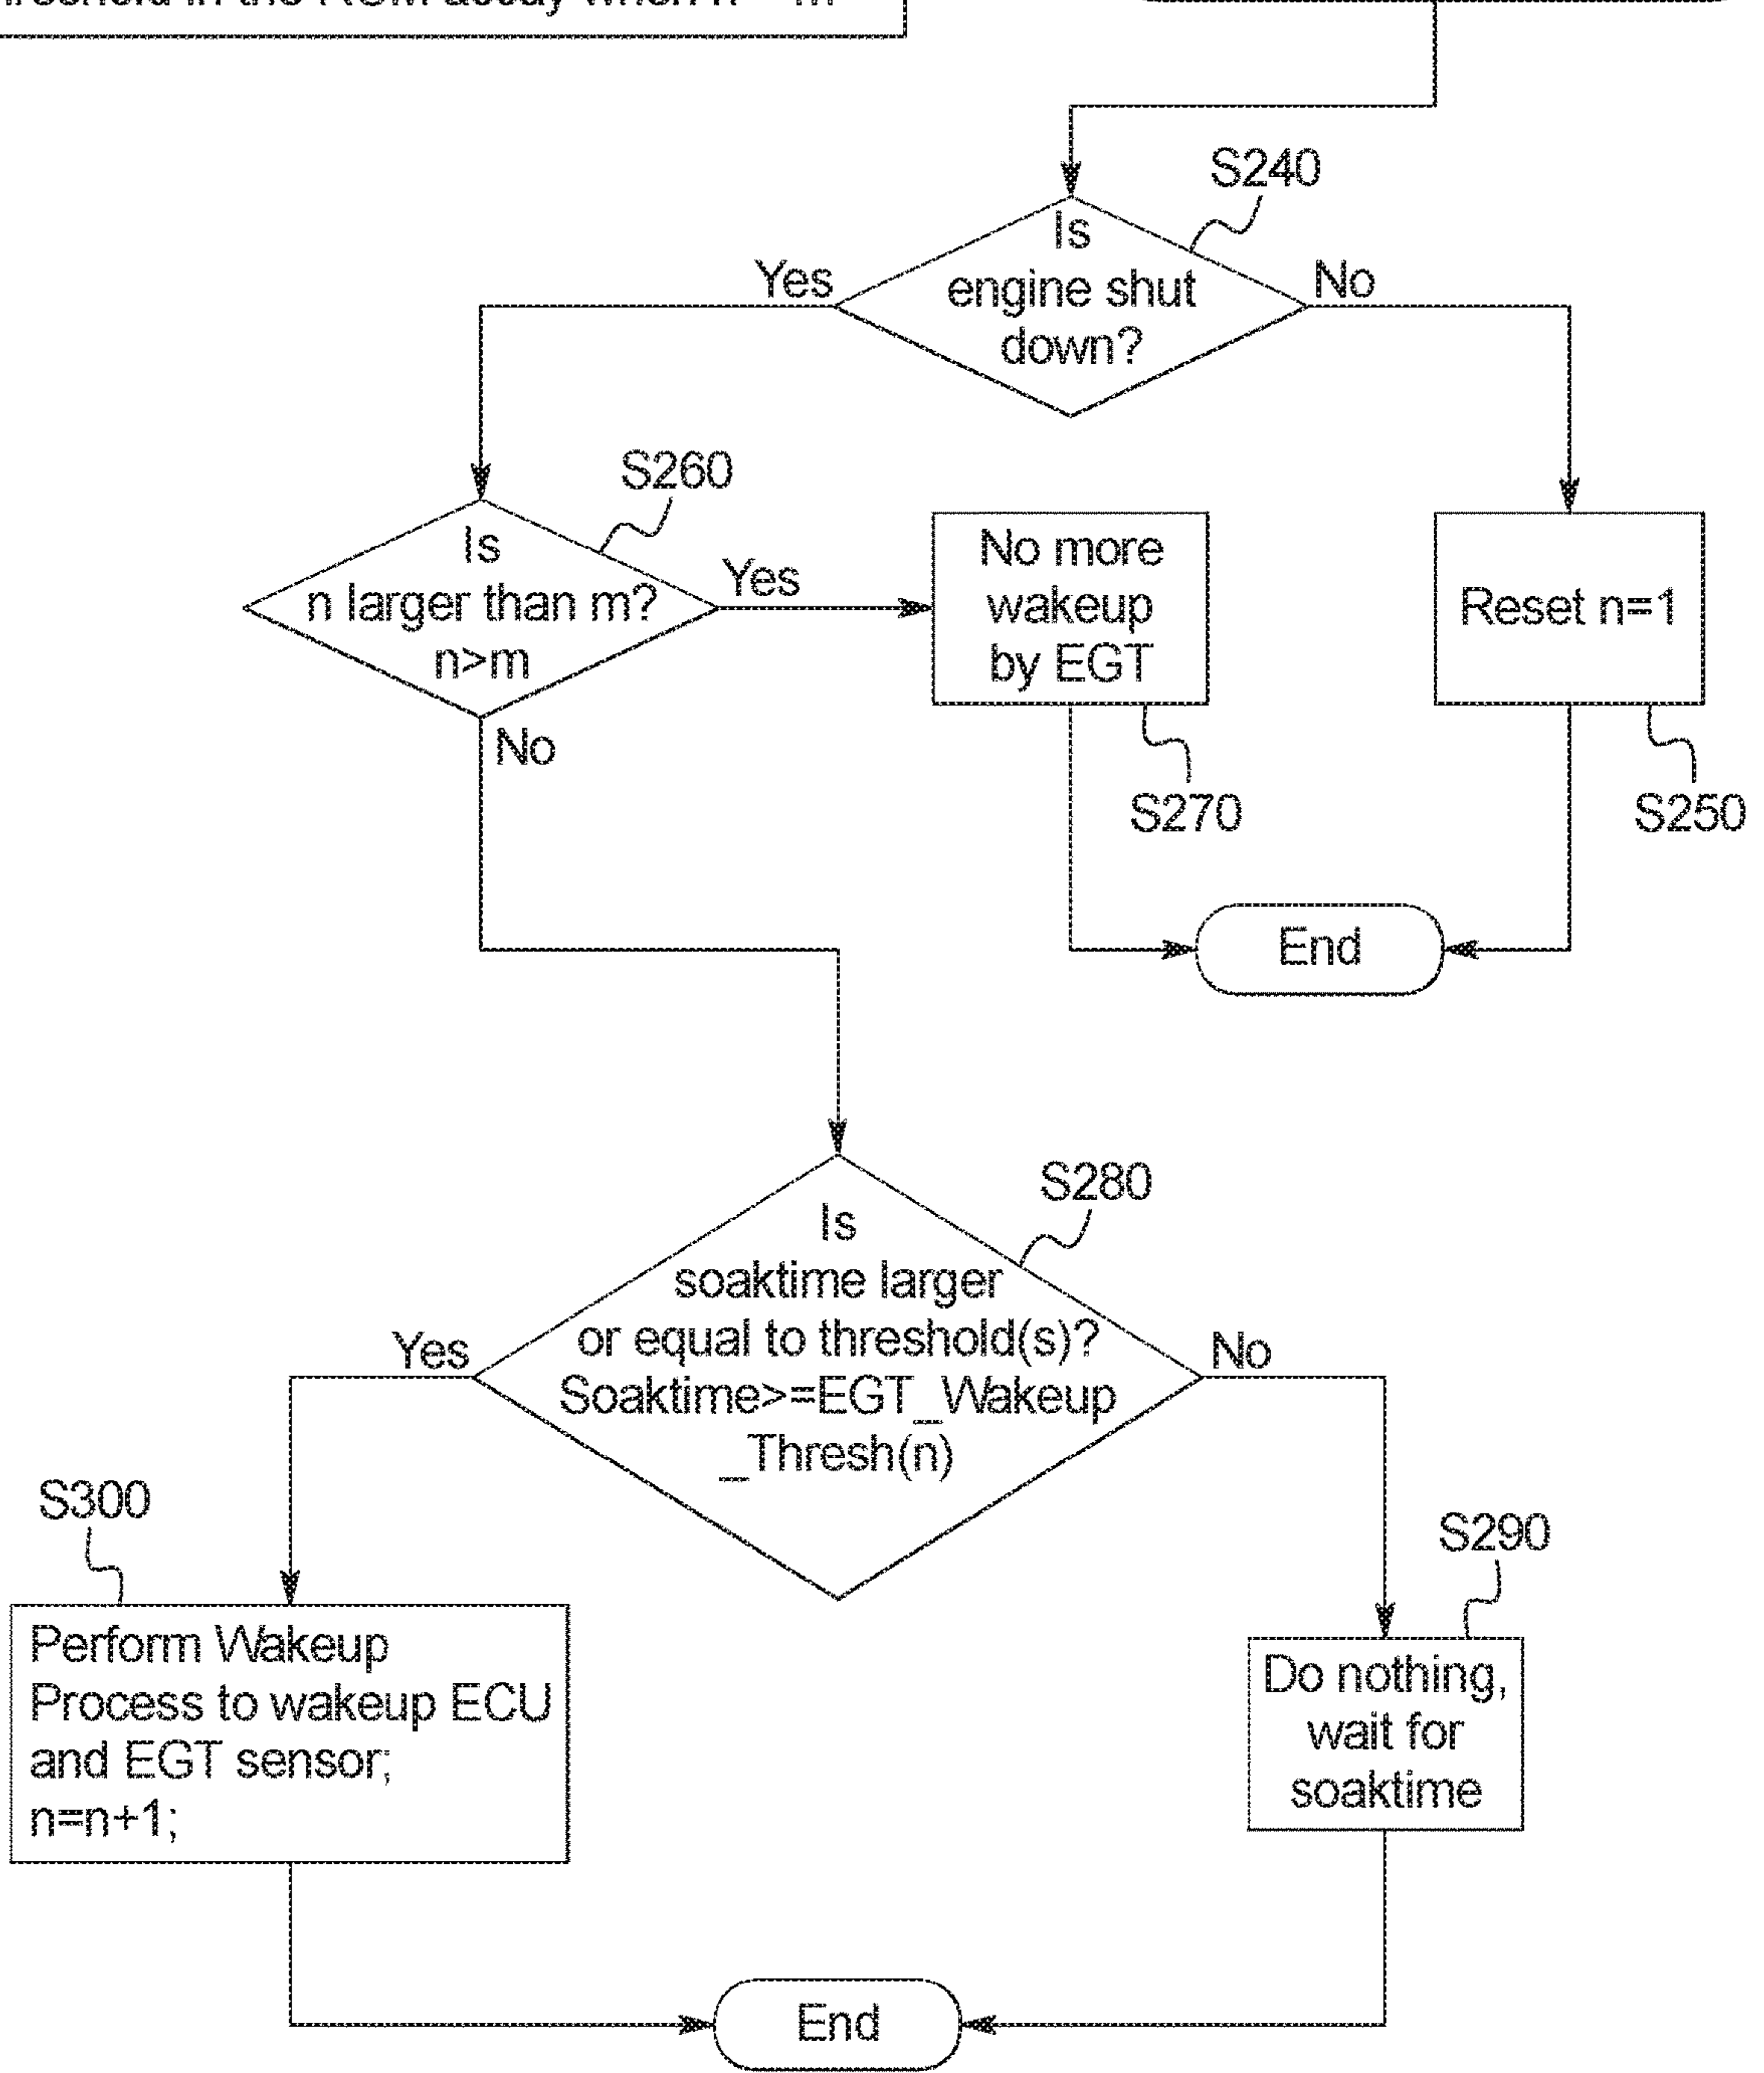 when n
S240
Is
engine shut
down?
Yes
No
S260
Is
n larger than m?
n>m
Yes
No
No more
wakeup
by EGT
S270
Reset n=1
S250
End
S280
Is
soaktime larger
or equal to threshold(s)?
Soaktime>=EGT_Wakeup
_Thresh(n)
Yes
No
S300
Perform Wakeup
Process to wakeup ECU
and EGT sensor;
n=n+1;
S290
Do nothing,
wait for
soaktime
End